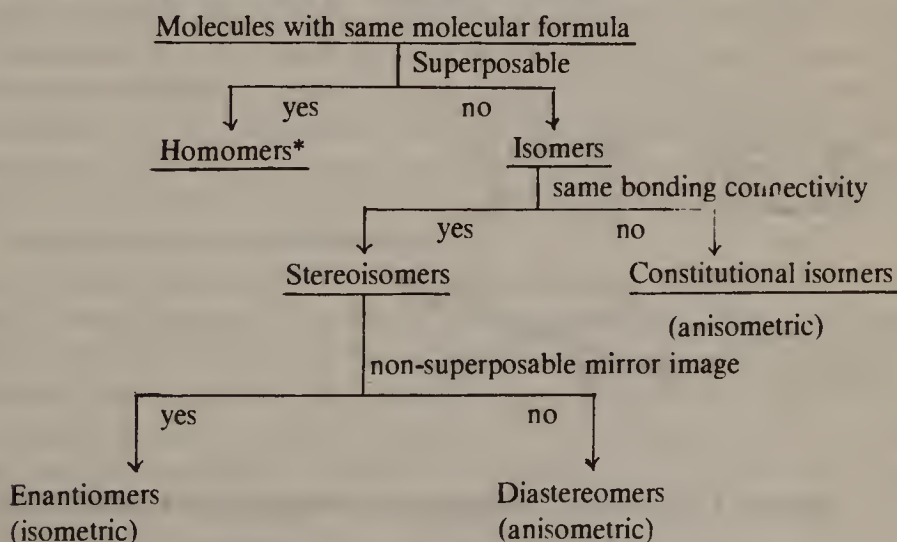 Molecules with same molecular formula
Superposable
yes no
Homomers* Isomers
same bonding connectivity
yes no
Stereoisomers Constitutional isomers
(anisometric)
non-superposable mirror image
yes no
Enantiomers Diastereomers
(isometric) (anisometric)